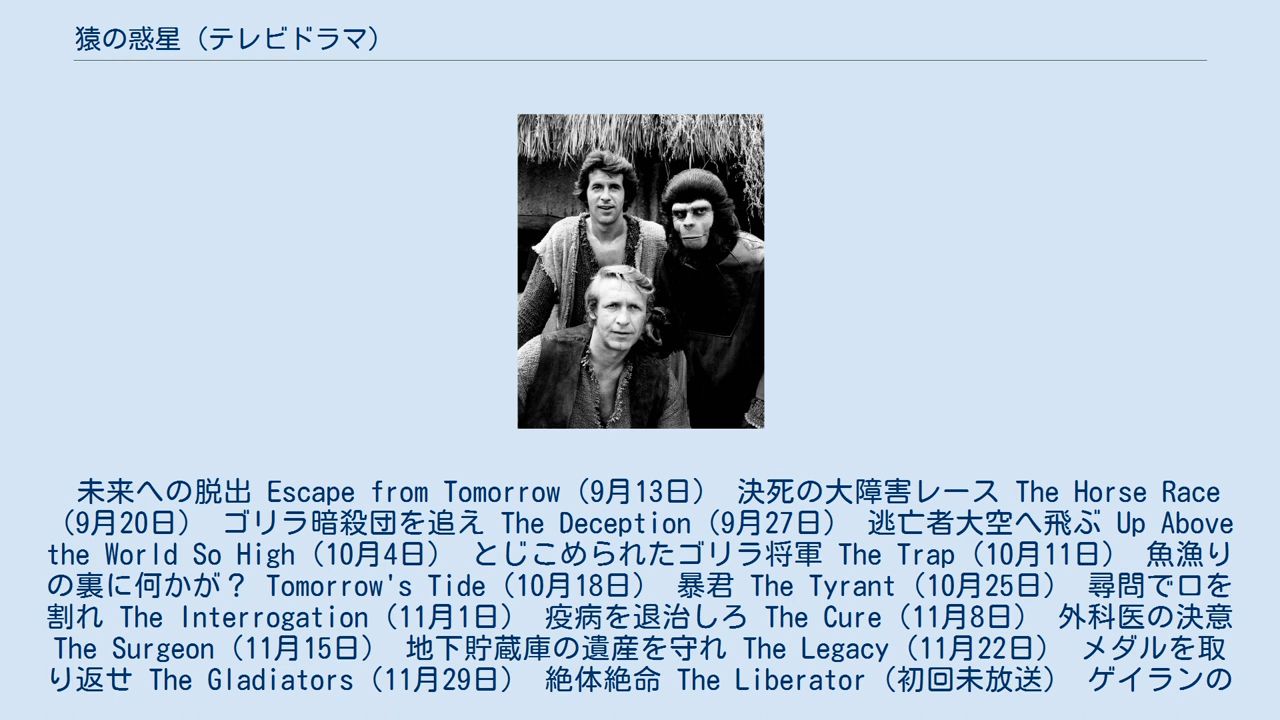 猿の惑星（テレビドラマ）
未来への脱出 Escape from Tomorrow（9月13日） 決死の大障害レース The Horse Race
（9月20日） ゴリラ暗殺団を追え The Deception（9月27日） 逃亡者大空へ飛ぶ Up Above
the World So High（10月4日） とじこめられたゴリラ将軍 The Trap（10月11日） 魚漁り
の裏に何かが？ Tomorrow's Tide（10月18日） 暴君 The Tyrant（10月25日） 尋問で口を
割れ The Interrogation（11月1日） 疫病を退治しろ The Cure（11月8日） 外科医の決意
The Surgeon（11月15日） 地下貯蔵庫の遺産を守れ The Legacy（11月22日） メダルを取
り返せ The Gladiators（11月29日） 絶体絶命 The Liberator（初回未放送） ゲイランの